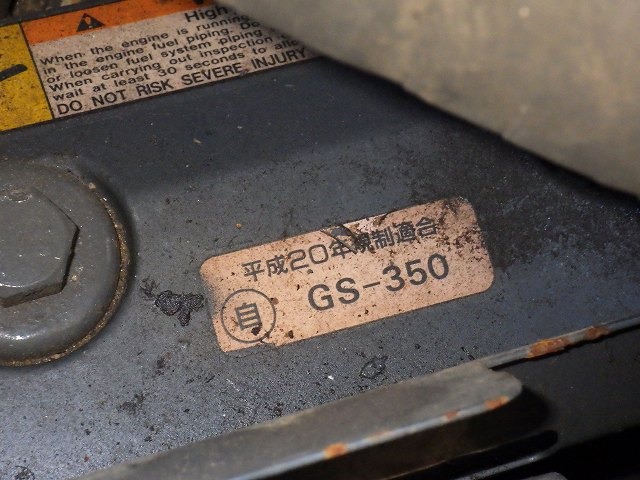 High
When the engine is running,
in the engine fuel piping. Do
or loosen fuel system piping
When carrying out inspection o
wait at least 30 seconds to allo
DO NOT RISK SEVERE INJURY
平成20年規制適合
自 GS-350